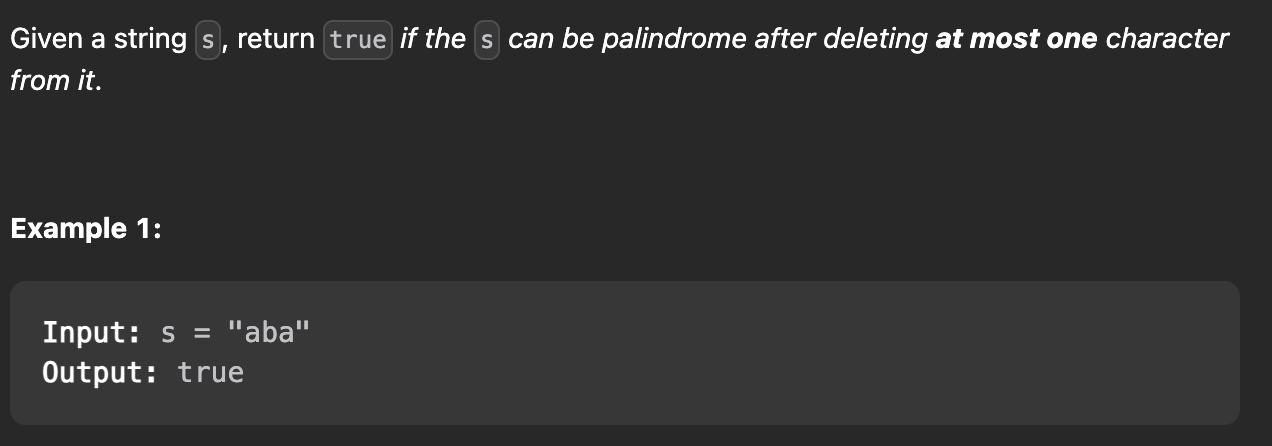 Given a string s, return true if the s can be palindrome after deleting at most one character
from it.
Example 1:
Input: s = "aba"
Output: true